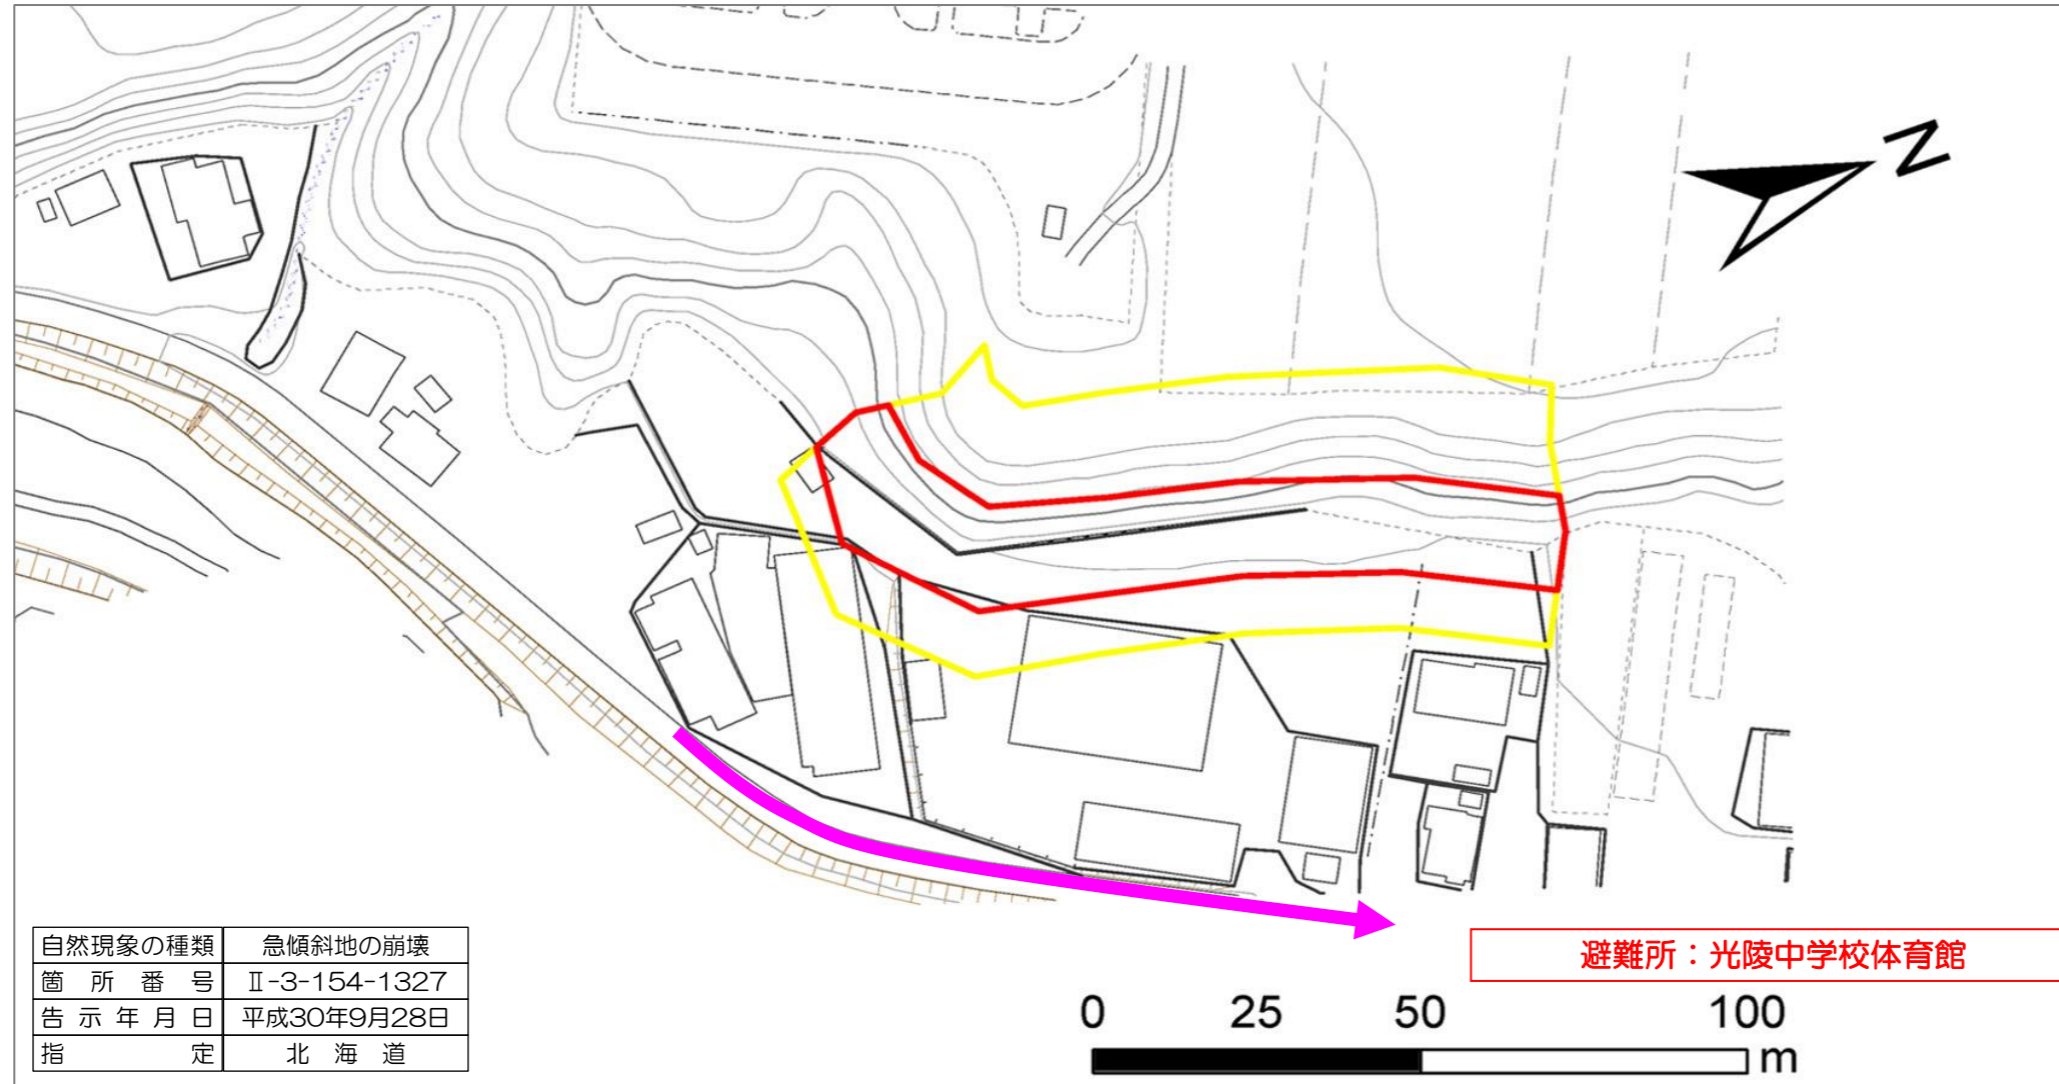 N
自然現象の種類 急傾斜地の崩壊
箇所番号 Ⅱ-3-154-1327
告示年月日 平成30年9月28日
指定 北海道
避難所：光陵中学校体育館
0 25 50 100
m